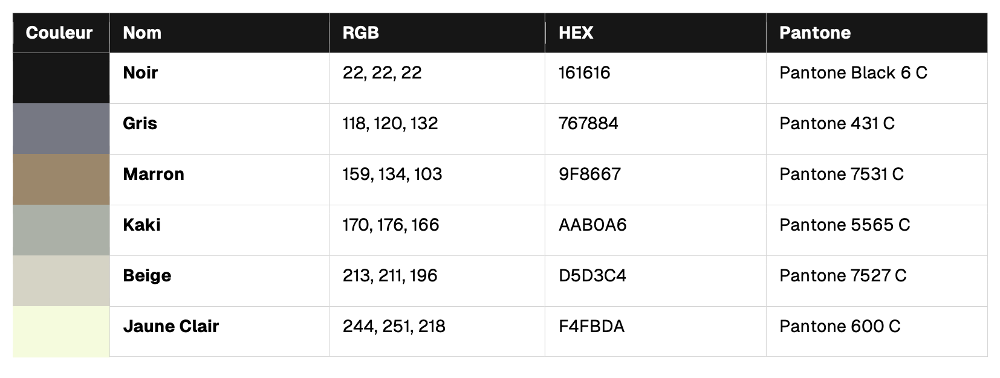 Couleur Nom RGB HEX Pantone
Noir 22, 22, 22 161616 Pantone Black 6 C
Gris 118, 120, 132 767884 Pantone 431 C
Marron 159, 134, 103 9F8667 Pantone 7531 C
Kaki 170, 176, 166 AAB0A6 Pantone 5565 C
Beige 213, 211, 196 D5D3C4 Pantone 7527 C
Jaune Clair 244, 251, 218 F4FBDA Pantone 600 C